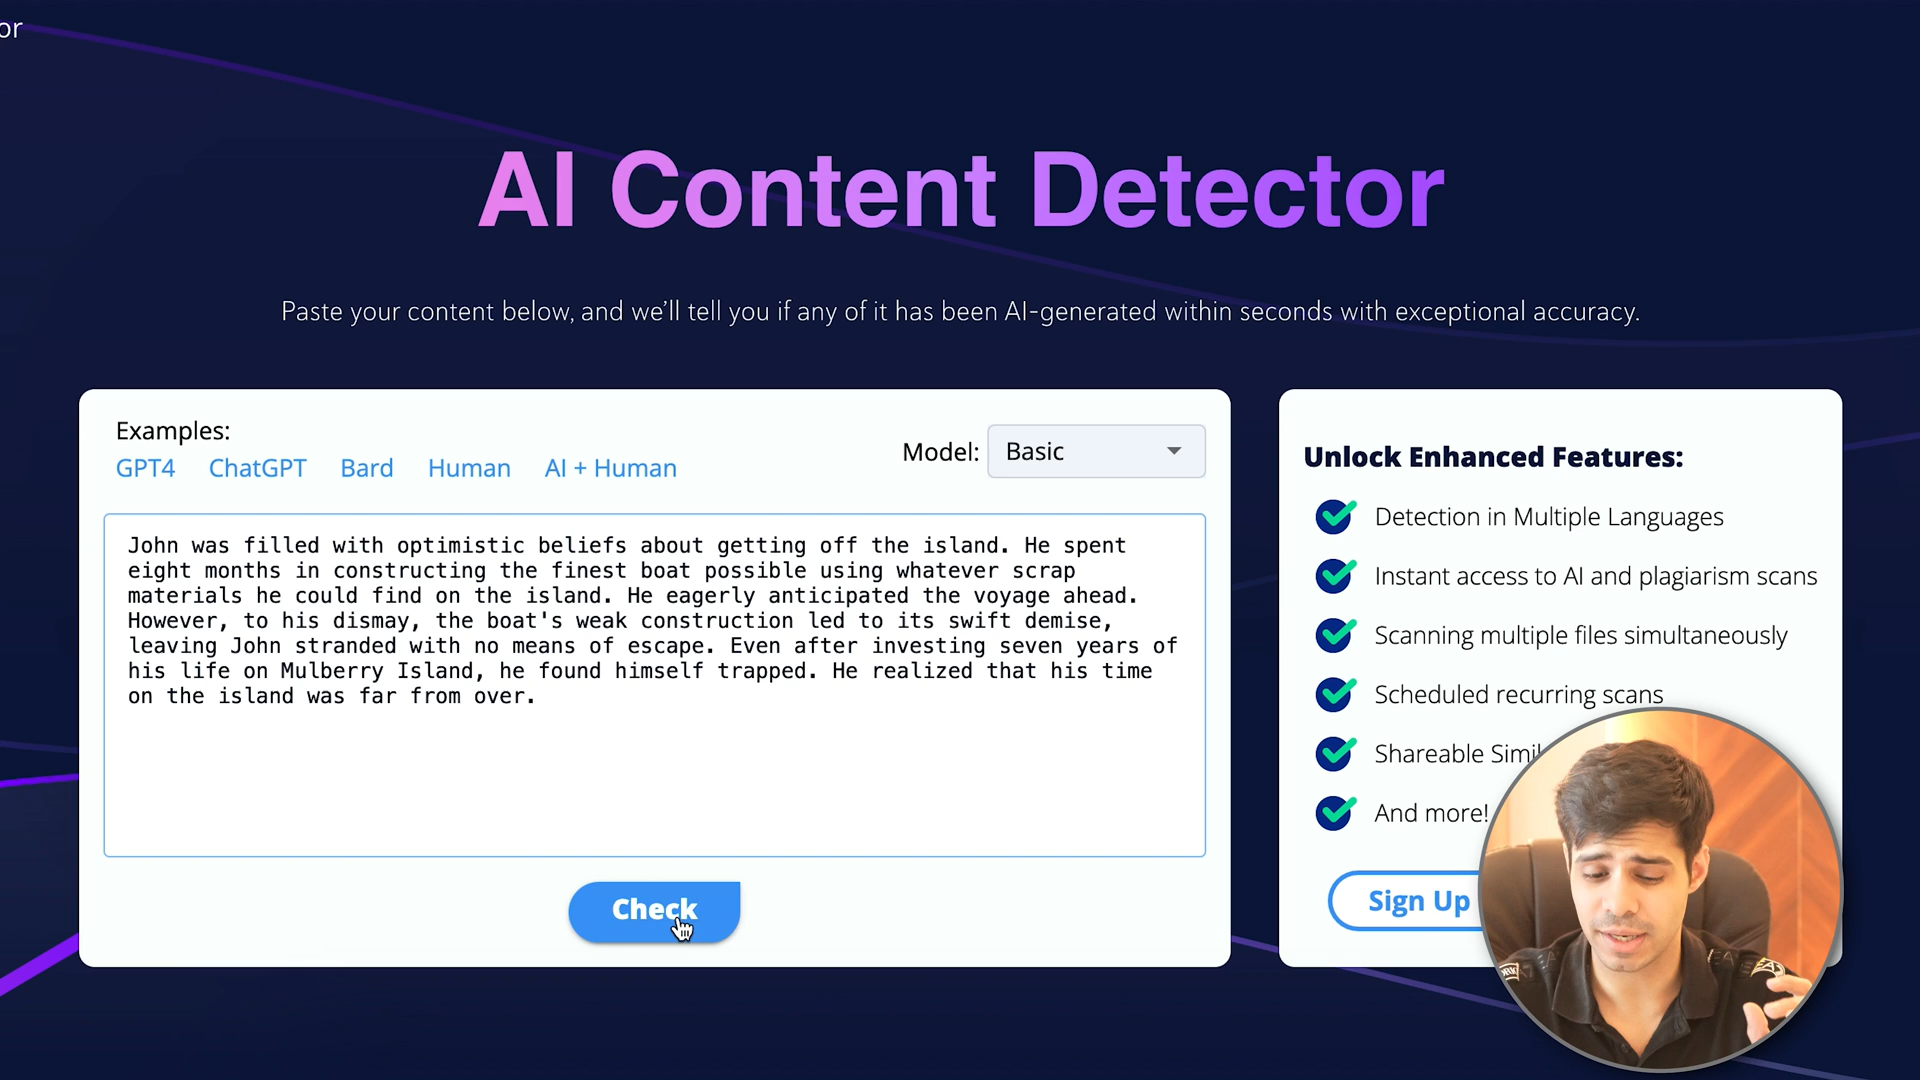 or
AI Content Detector
Paste your content below, and we'll tell you if any of it has been AI-generated within seconds with exceptional accuracy.
Examples:
GPT4 ChatGPT Bard Human AI + Human
Model: Basic
John was filled with optimistic beliefs about getting off the island. He spent
eight months in constructing the finest boat possible using whatever scrap
materials he could find on the island. He eagerly anticipated the voyage ahead.
However, to his dismay, the boat's weak construction led to its swift demise,
leaving John stranded with no means of escape. Even after investing seven years of
his life on Mulberry Island, he found himself trapped. He realized that his time
on the island was far from over.
Check
Unlock Enhanced Features:
Detection in Multiple Languages
Instant access to AI and plagiarism scans
Scanning multiple files simultaneously
Scheduled recurring scans
Shareable Simil
And more!
Sign Up